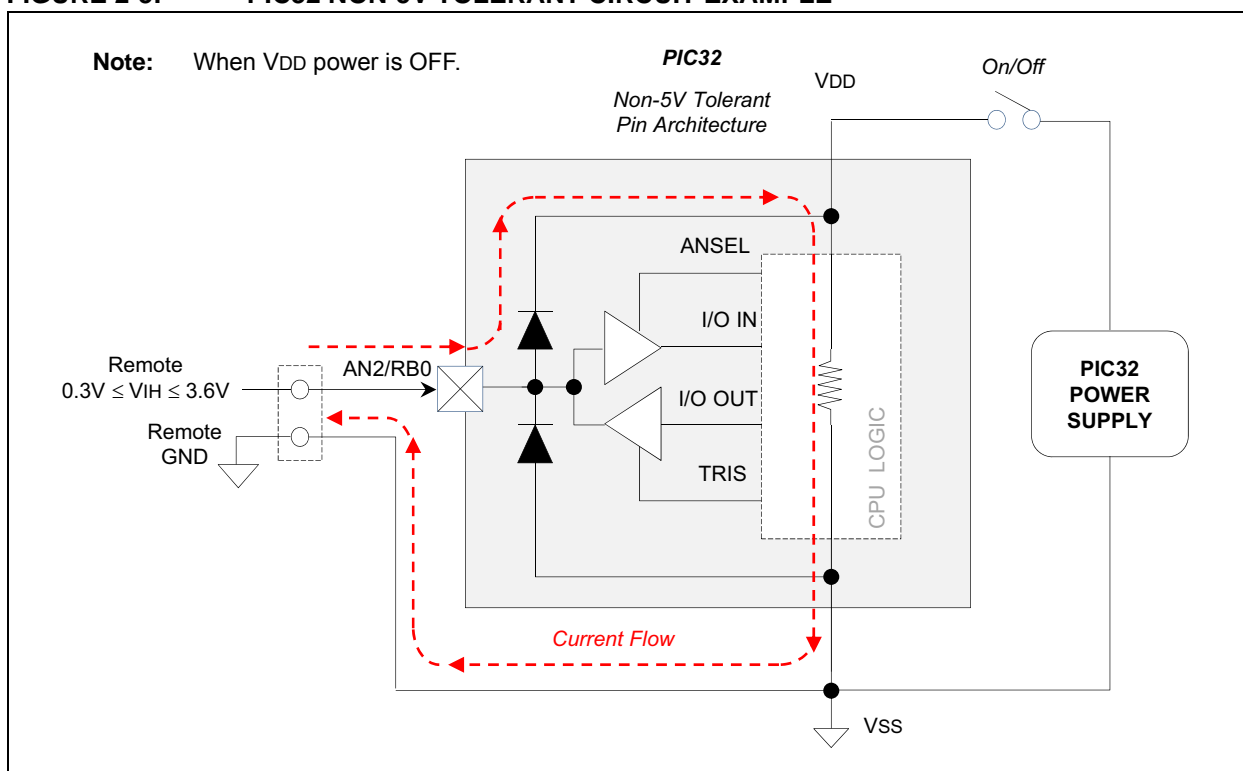 Note: When VDD power is OFF.
PIC32
Non-5V Tolerant
Pin Architecture
VDD
On/Off
ANSEL
I/O IN
AN2/RB0
Remote
0.3V ≤ VIH ≤ 3.6V
Remote
GND
I/O OUT
TRIS
CPU LOGIC
PIC32
POWER
SUPPLY
Current Flow
VSS